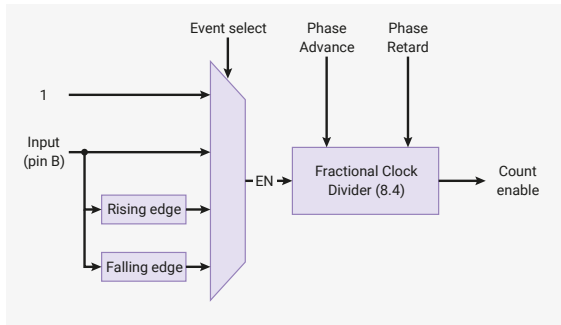 Event select
Phase
Advance
Phase
Retard
1
Input
(pin B)
EN
Fractional Clock
Divider (8.4)
Count
enable
Rising edge
Falling edge